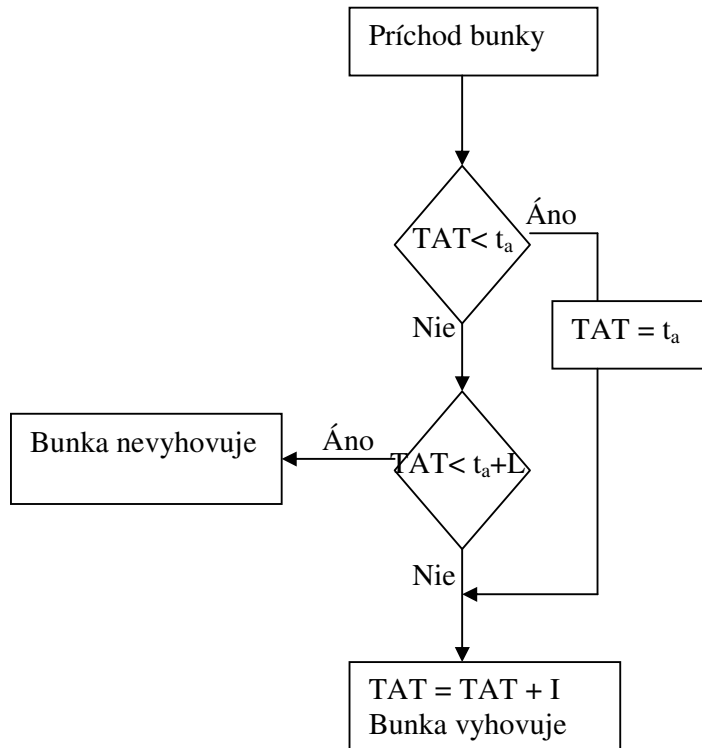 Príchod bunky
TAT< tₐ
Áno
TAT = tₐ
Nie
Bunka nevyhovuje
Áno
TAT< tₐ+L
Nie
TAT = TAT + I
Bunka vyhovuje